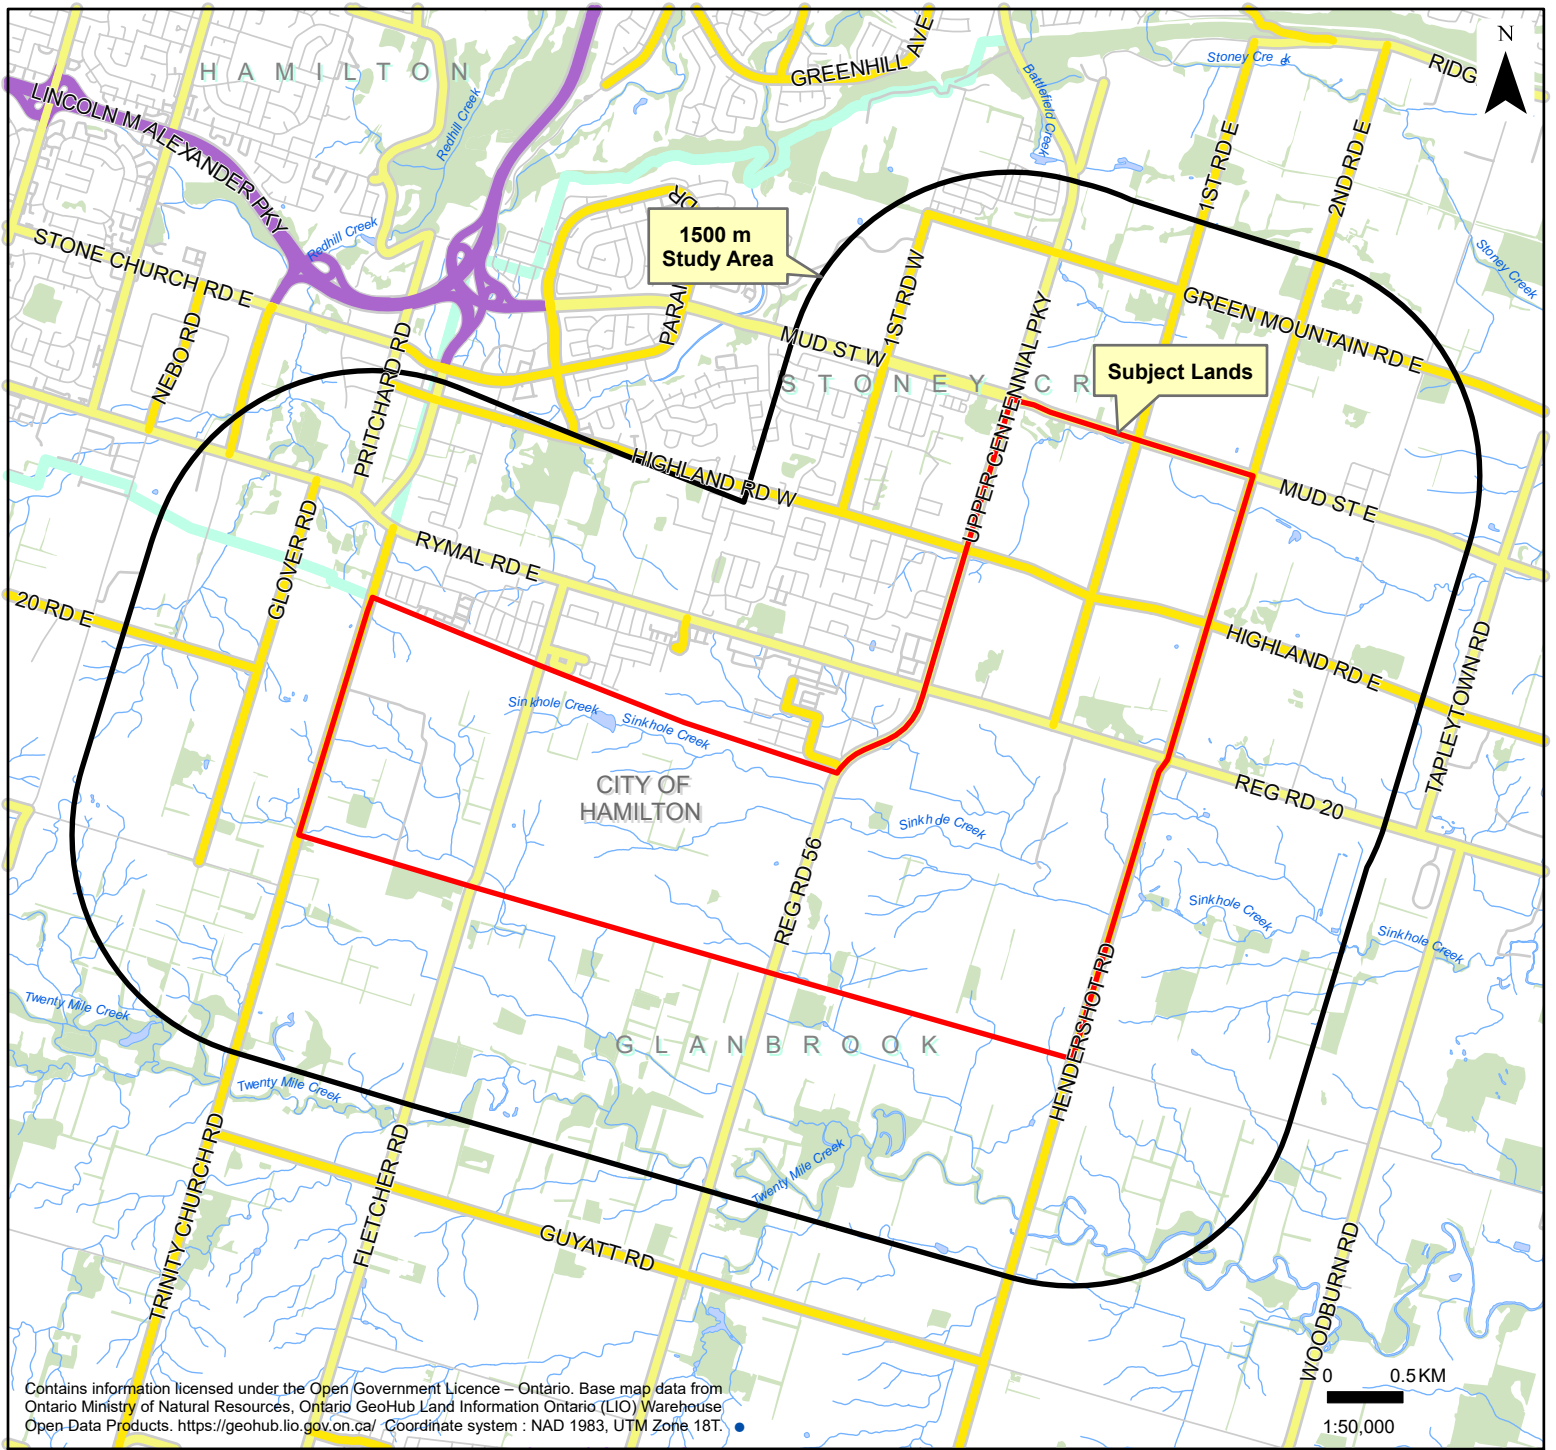 HAMILTON
GREENHILL AVE
Stoney Cre ek
RIDG
N
LINCOLN M ALEXANDER PKY
Redhill Creek
Battlefield Creek
1ST RD E
2ND RD E
Redhill Creek
STONE CHURCH RD E
DR
1500 m
Study Area
Stoney Creek
1ST RD W
PARA
NEBO RD
PRITCHARD RD
MUD ST W
UPPER CENTENNIAL PKY
GREEN MOUNTAIN RD E
STONEY CR
Subject Lands
HIGHLAND RD W
MUD ST E
GLOVER RD
RYMAL RD E
20 RD E
HIGHLAND RD E
TAPLEYTOWN RD
Sinkhole Creek
Sinkhole Creek
CITY OF
HAMILTON
REG RD 20
Sinkh de Creek
REG RD 56
Sinkhole Creek
Sinkhole Creek
Twenty Mile Creek
GLANBROOK
HENDERSHOT RD
Twenty Mile Creek
Twenty Mile Creek
TRINITY CHURCH RD
FLETCHER RD
GUYATT RD
WOODBURN RD
0 0.5 KM
1:50,000
Contains information licensed under the Open Government Licence – Ontario. Base map data from
Ontario Ministry of Natural Resources, Ontario GeoHub Land Information Ontario (LIO) Warehouse
Open Data Products. https://geohub.lio.gov.on.ca/ Coordinate system : NAD 1983, UTM Zone 18T.